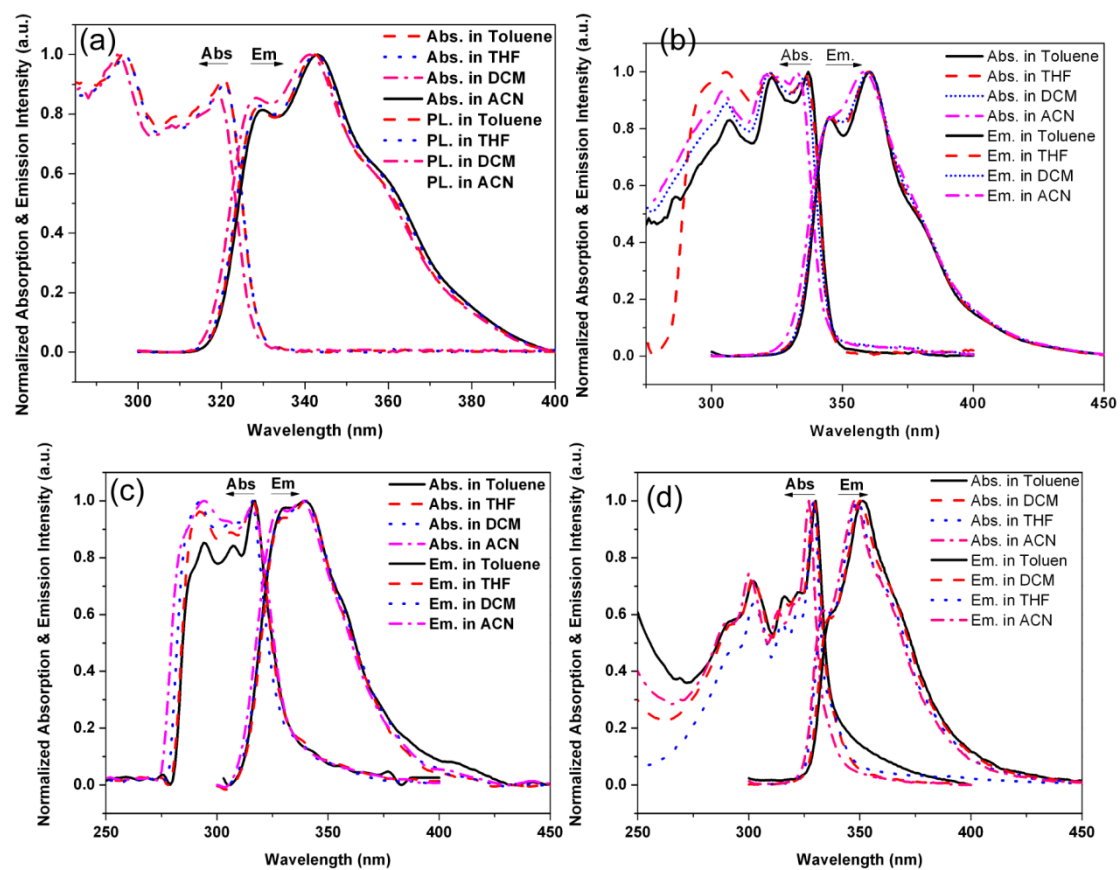 (a)
Abs
Em
Abs. in Toluene
Abs. in THF
Abs. in DCM
Abs. in ACN
PL. in Toluene
PL. in THF
PL. in DCM
PL. in ACN
1.0
0.8
0.6
0.4
0.2
0.0
300
320
340
360
380
400
Wavelength (nm)
Normalized Absorption & Emission Intensity (a.u.)
(b)
Abs.
Em.
Abs. in Toluene
Abs. in THF
Abs. in DCM
Abs. in ACN
Em. in Toluene
Em. in THF
Em. in DCM
Em. in ACN
1.0
0.8
0.6
0.4
0.2
0.0
300
350
400
450
Wavelength (nm)
Normalized Absorption & Emission Intensity (a.u.)
(c)
Abs
Em
Abs. in Toluene
Abs. in THF
Abs. in DCM
Abs. in ACN
Em. in Toluene
Em. in THF
Em. in DCM
Em. in ACN
1.0
0.8
0.6
0.4
0.2
0.0
250
300
350
400
450
Wavelength (nm)
Normalized Absorption & Emission Intensity (a.u.)
(d)
Abs
Em
Abs. in Toluene
Abs. in DCM
Abs. in THF
Abs. in ACN
Em. in Toluen
Em. in DCM
Em. in THF
Em. in ACN
1.0
0.8
0.6
0.4
0.2
0.0
250
300
350
400
450
Wavelength (nm)
Normalized Absorption & Emission Intensity (a.u.)